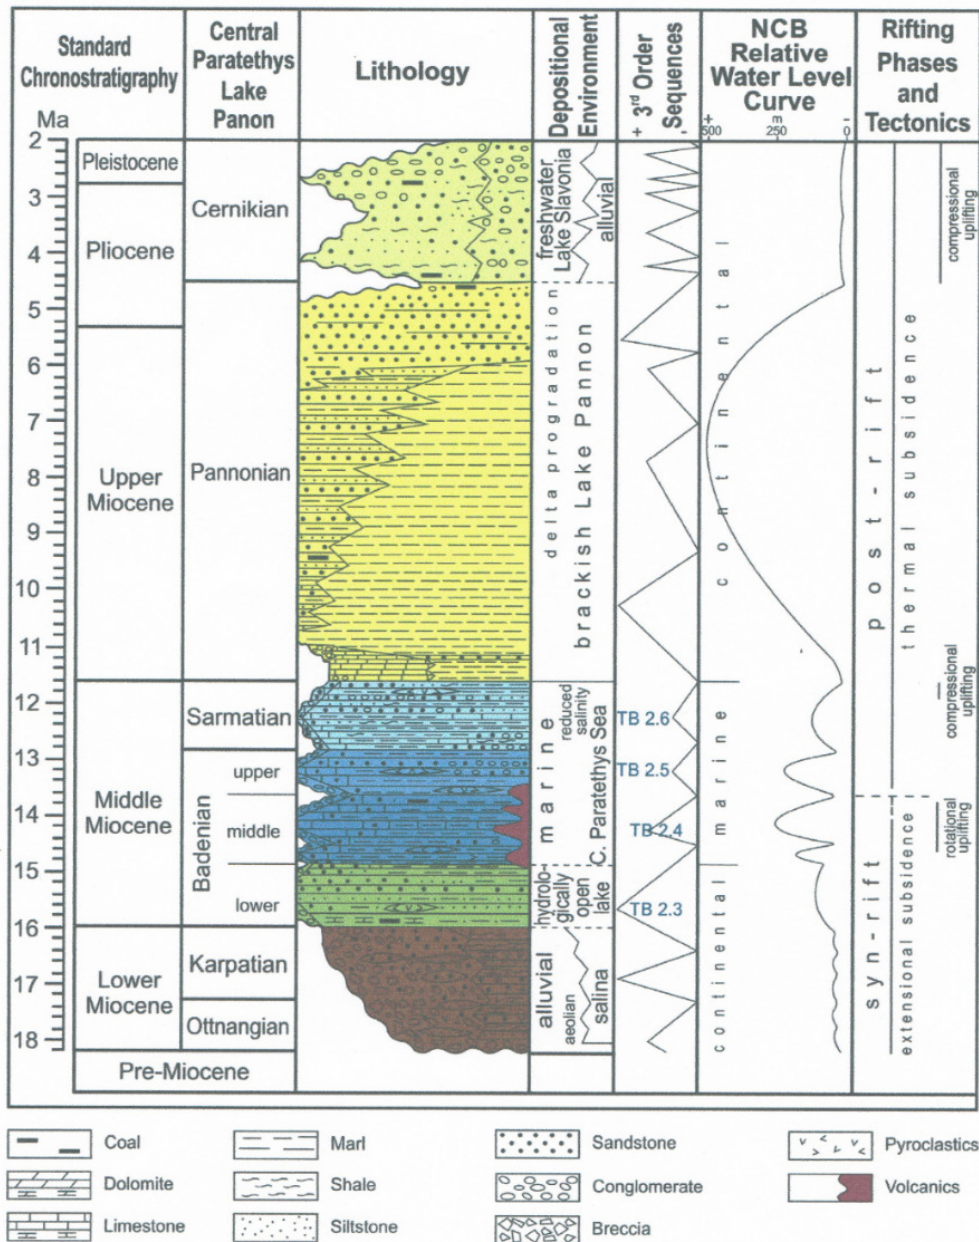 Standard
Chronostratigraphy
Ma
Central
Paratethys
Lake
Panon
Lithology
Depositional
Environment
+ 3rd Order
- Sequences
NCB
Relative
Water Level
Curve
+ m -
500 250 0
Rifting
Phases
and
Tectonics
2
3
4
5
6
7
8
9
10
11
12
13
14
15
16
17
18
Pleistocene
Pliocene
Upper
Miocene
Middle
Miocene
Lower
Miocene
Pre-Miocene
Cernikian
Pannonian
Sarmatian
Badenian
upper
middle
lower
Karpatian
Ottnangian
freshwater
Lake Slavonia
alluvial
delta progradation
brackish Lake Pannon
marine
reduced salinity
C. Paratethys Sea
hydrolo-
gically
open
lake
alluvial
aeolian
salina
TB 2.6
TB 2.5
TB 2.4
TB 2.3
continental
marine
continental
post-rift
thermal subsidence
syn-rift
extensional subsidence
compressional
uplifting
compressional
uplifting
rotational
uplifting
Coal
Marl
Sandstone
Pyroclastics
Dolomite
Shale
Conglomerate
Volcanics
Limestone
Siltstone
Breccia